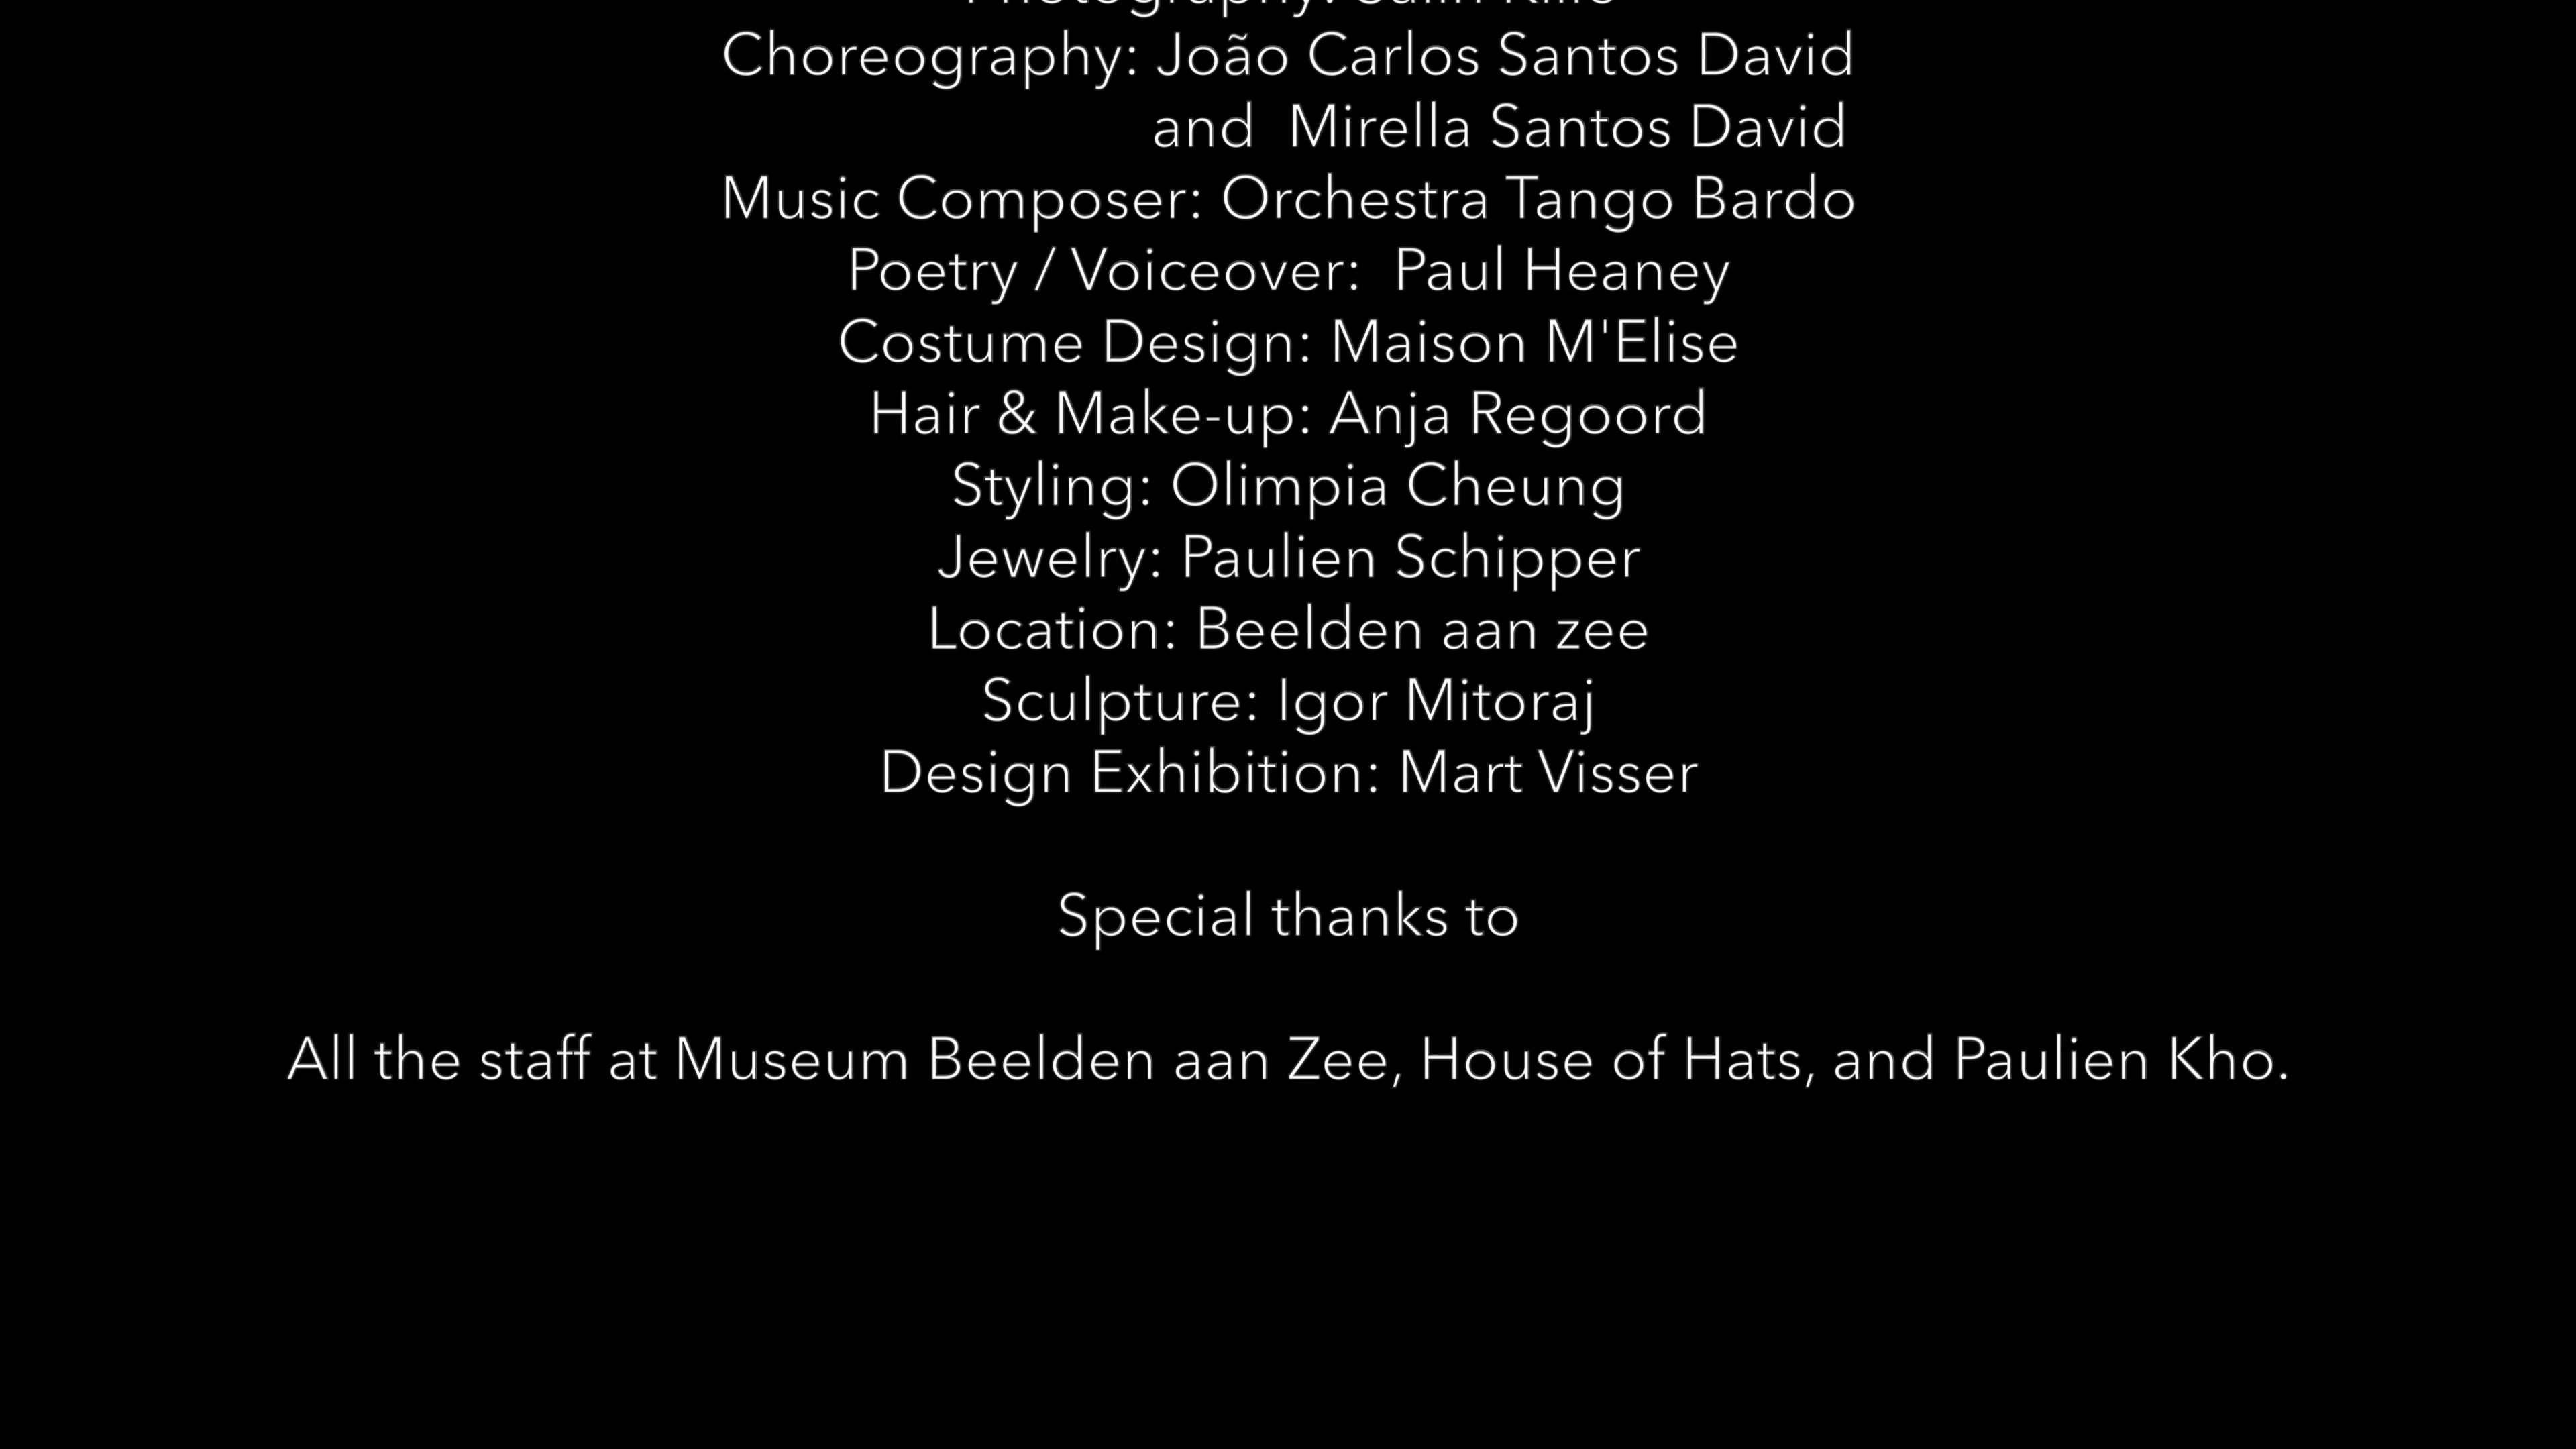 Photography:
Choreography: João Carlos Santos David
and Mirella Santos David
Music Composer: Orchestra Tango Bardo
Poetry / Voiceover: Paul Heaney
Costume Design: Maison M'Elise
Hair & Make-up: Anja Regoord
Styling: Olimpia Cheung
Jewelry: Paulien Schipper
Location: Beelden aan zee
Sculpture: Igor Mitoraj
Design Exhibition: Mart Visser
Special thanks to
All the staff at Museum Beelden aan Zee, House of Hats, and Paulien Kho.